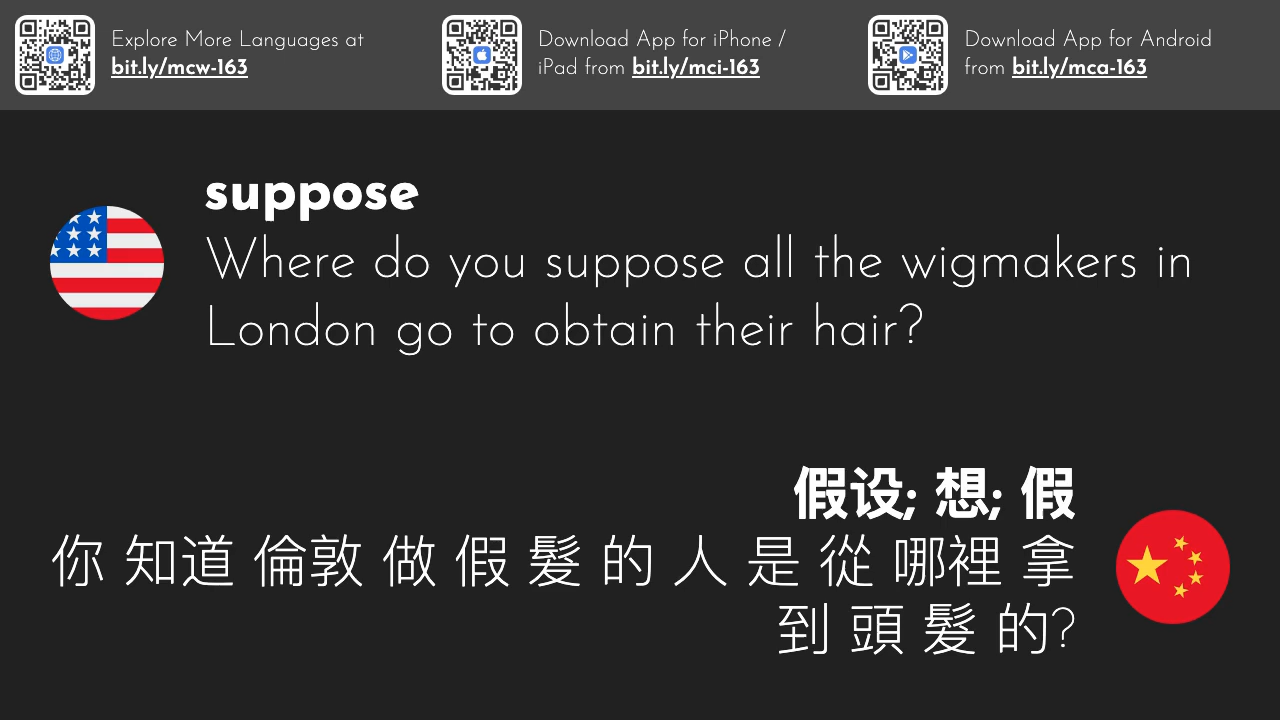 Explore More Languages at
bit.ly/mcw-163
Download App for iPhone /
iPad from bit.ly/mci-163
Download App for Android
from bit.ly/mca-163
suppose
Where do you suppose all the wigmakers in
London go to obtain their hair?
假设; 想; 假
你 知道 倫敦 做 假 髮 的 人 是 從 哪裡 拿
到 頭 髮 的?